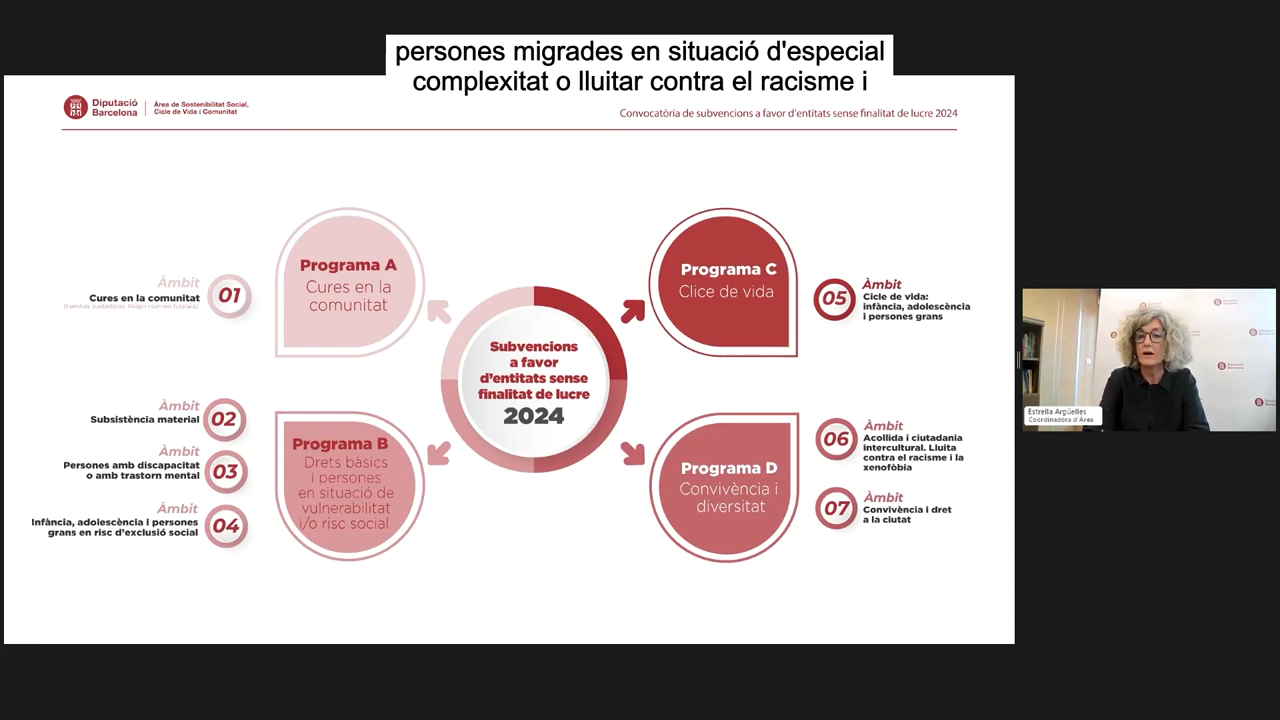 persones migrades en situació d'especial
complexitat o lluitar contra el racisme i
Diputació
Barcelona
Àrea de Sostenibilitat Social,
Cicle de Vida i Comunitat
Convocatòria de subvencions a favor d'entitats sense finalitat de lucre 2024
Àmbit
Cures en la comunitat
01
Programa A
Cures en la
comunitat
Àmbit
Subsistència material
02
Àmbit
Persones amb discapacitat
o amb trastorn mental
03
Àmbit
Infància, adolescència i persones
grans en risc d'exclusió social
04
Programa B
Drets bàsics
i persones
en situació de
vulnerabilitat
i/o risc social
Subvencions
a favor
d'entitats sense
finalitat de lucre
2024
Programa C
Clice de vida
05
Àmbit
Cicle de vida:
infància, adolescència
i persones grans
Programa D
Convivència i
diversitat
06
Àmbit
Acollida i ciutadania
intercultural. Lluita
contra el racisme i la
xenofòbia
07
Àmbit
Convivència i dret
a la ciutat
Estrella Argüelles
Coordinadora d'Àrea